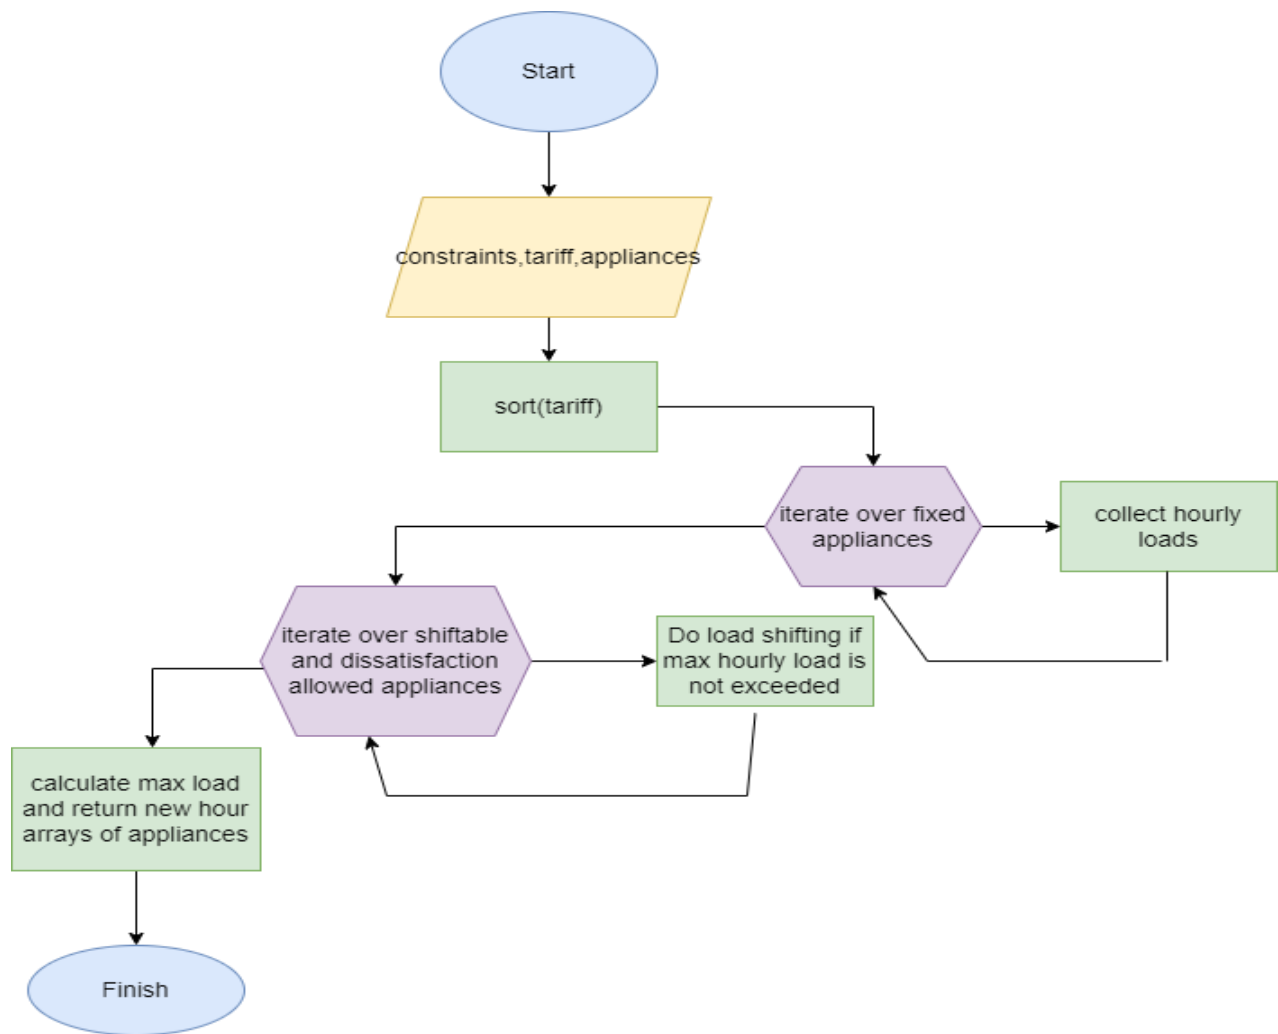 Start
constraints,tariff,appliances
sort(tariff)
iterate over fixed
appliances
collect hourly
loads
iterate over shiftable
and dissatisfaction
allowed appliances
Do load shifting if
max hourly load is
not exceeded
calculate max load
and return new hour
arrays of appliances
Finish